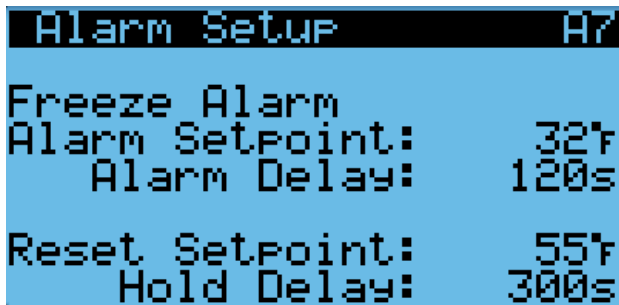 Alarm Setup A7
Freeze Alarm
Alarm Setpoint: 32°F
Alarm Delay: 120s
Reset Setpoint: 55°F
Hold Delay: 300s